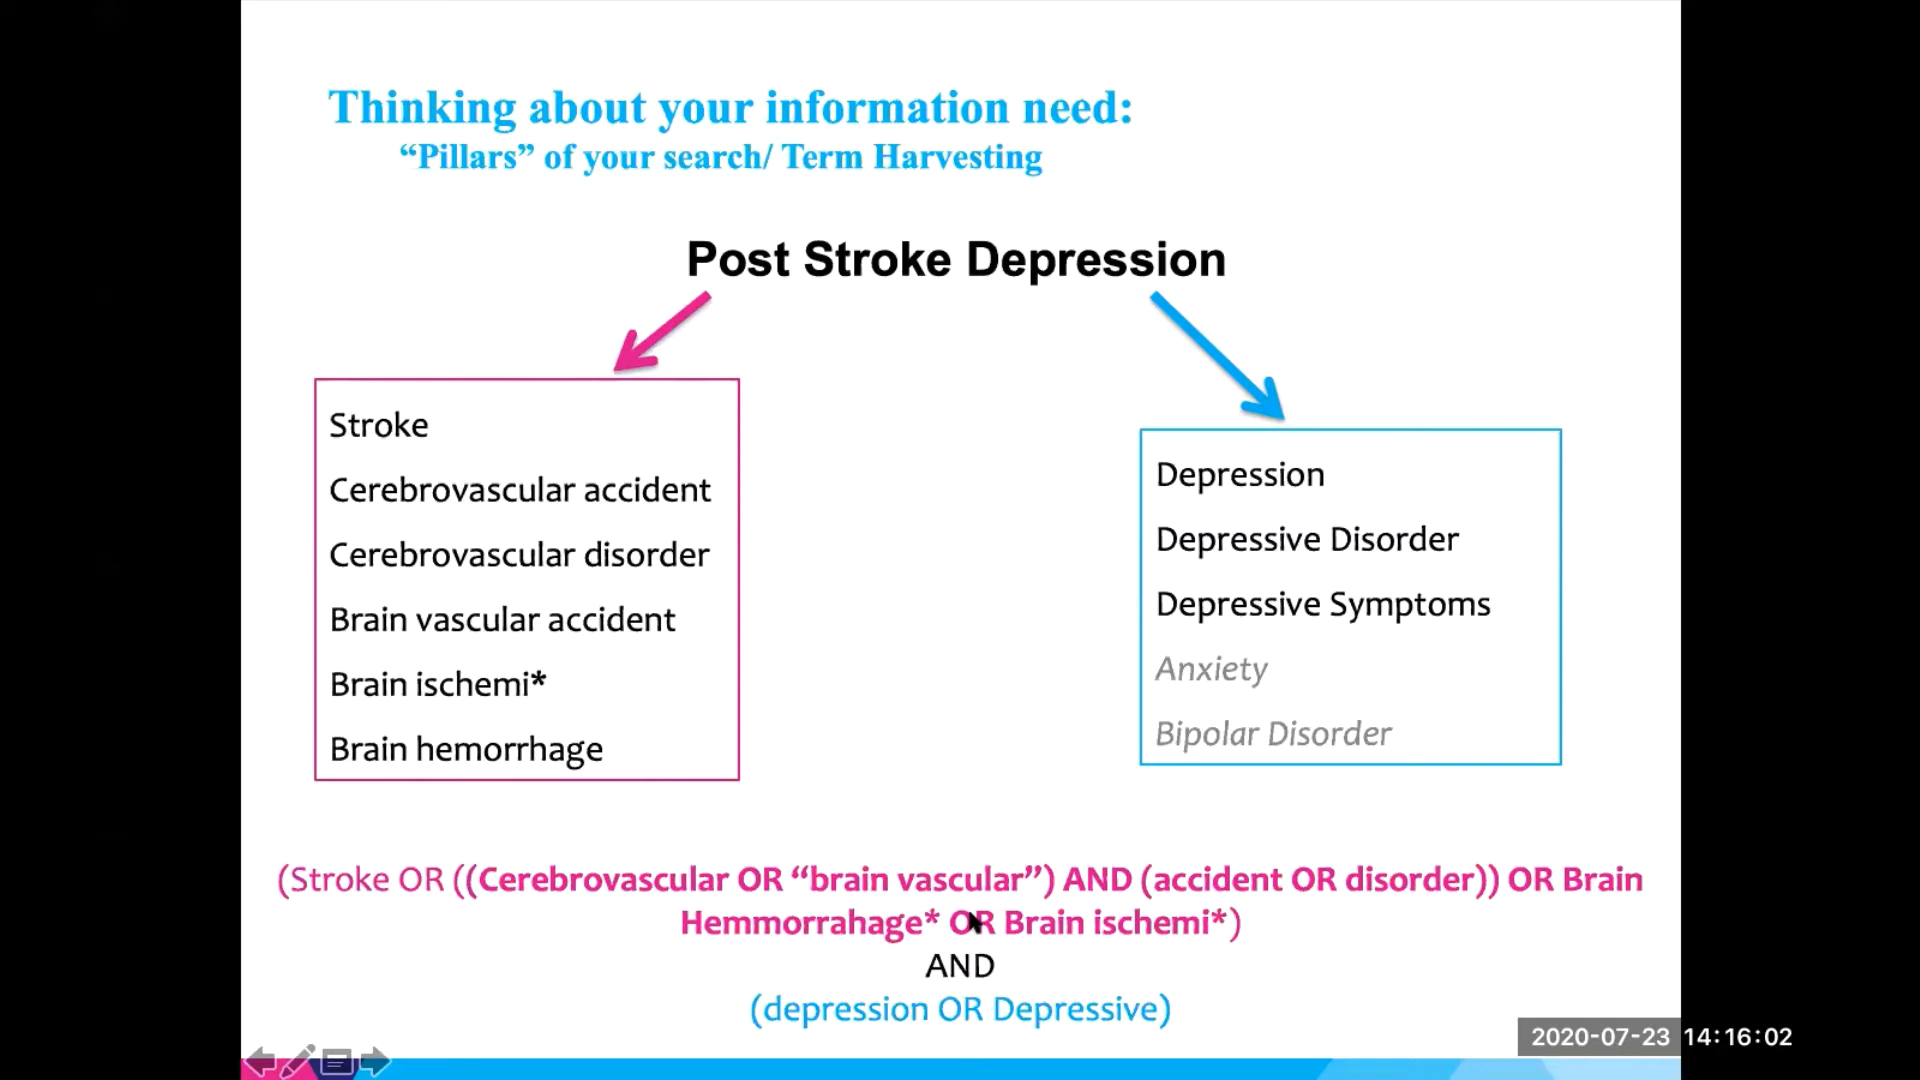 Thinking about your information need:
“Pillars” of your search/ Term Harvesting
Post Stroke Depression
Stroke
Cerebrovascular accident
Cerebrovascular disorder
Brain vascular accident
Brain ischemi*
Brain hemorrhage
Depression
Depressive Disorder
Depressive Symptoms
Anxiety
Bipolar Disorder
(Stroke OR ((Cerebrovascular OR “brain vascular”) AND (accident OR disorder)) OR Brain
Hemmorrahage* OR Brain ischemi*)
AND
(depression OR Depressive)
2020-07-23 14:16:02